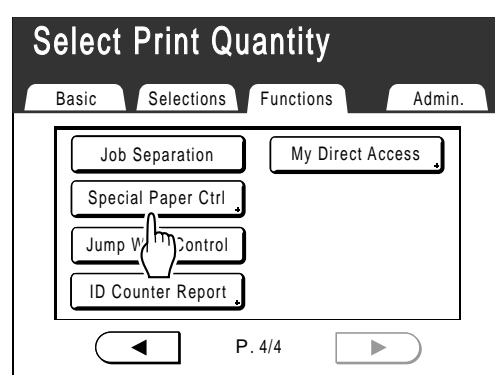 Select Print Quantity
Basic Selections Functions Admin.
Job Separation My Direct Access
Special Paper Ctrl
Jump Control
ID Counter Report
P. 4/4